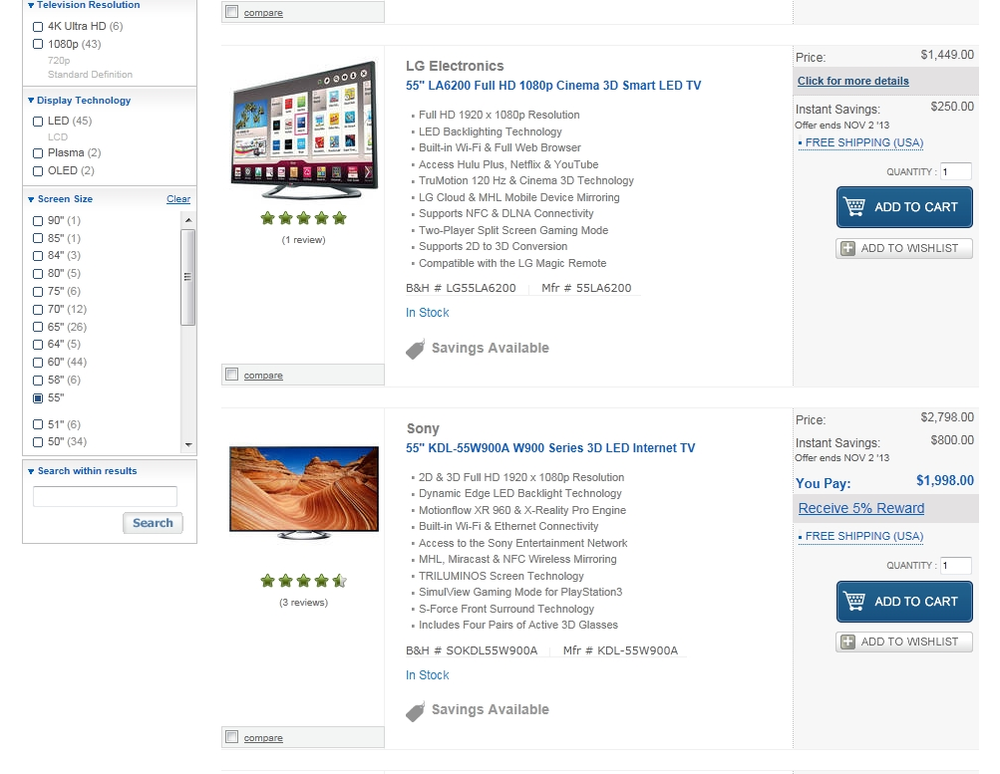 Television Resolution
4K Ultra HD (6)
1080p (43)
720p
Standard Definition
Display Technology
LED (45)
LCD
Plasma (2)
OLED (2)
Screen Size Clear
90" (1)
85" (1)
84" (3)
80" (5)
75" (6)
70" (12)
65" (26)
64" (5)
60" (44)
58" (6)
55"
51" (6)
50" (34)
Search within results
Search
compare
LG Electronics
55" LA6200 Full HD 1080p Cinema 3D Smart LED TV
Full HD 1920 x 1080p Resolution
LED Backlighting Technology
Built-in Wi-Fi & Full Web Browser
Access Hulu Plus, Netflix & YouTube
TruMotion 120 Hz & Cinema 3D Technology
LG Cloud & MHL Mobile Device Mirroring
Supports NFC & DLNA Connectivity
Two-Player Split Screen Gaming Mode
Supports 2D to 3D Conversion
Compatible with the LG Magic Remote
B&H # LG55LA6200 Mfr # 55LA6200
In Stock
Savings Available
(1 review)
compare
Price: $1,449.00
Click for more details
Instant Savings: $250.00
Offer ends NOV 2 '13
FREE SHIPPING (USA)
QUANTITY : 1
ADD TO CART
ADD TO WISHLIST
Sony
55" KDL-55W900A W900 Series 3D LED Internet TV
2D & 3D Full HD 1920 x 1080p Resolution
Dynamic Edge LED Backlight Technology
Motionflow XR 960 & X-Reality Pro Engine
Built-in Wi-Fi & Ethernet Connectivity
Access to the Sony Entertainment Network
MHL, Miracast & NFC Wireless Mirroring
TRILUMINOS Screen Technology
SimulView Gaming Mode for PlayStation3
S-Force Front Surround Technology
Includes Four Pairs of Active 3D Glasses
B&H # SOKDL55W900A Mfr # KDL-55W900A
In Stock
Savings Available
(3 reviews)
compare
Price: $2,798.00
Instant Savings: $800.00
Offer ends NOV 2 '13
You Pay: $1,998.00
Receive 5% Reward
FREE SHIPPING (USA)
QUANTITY : 1
ADD TO CART
ADD TO WISHLIST